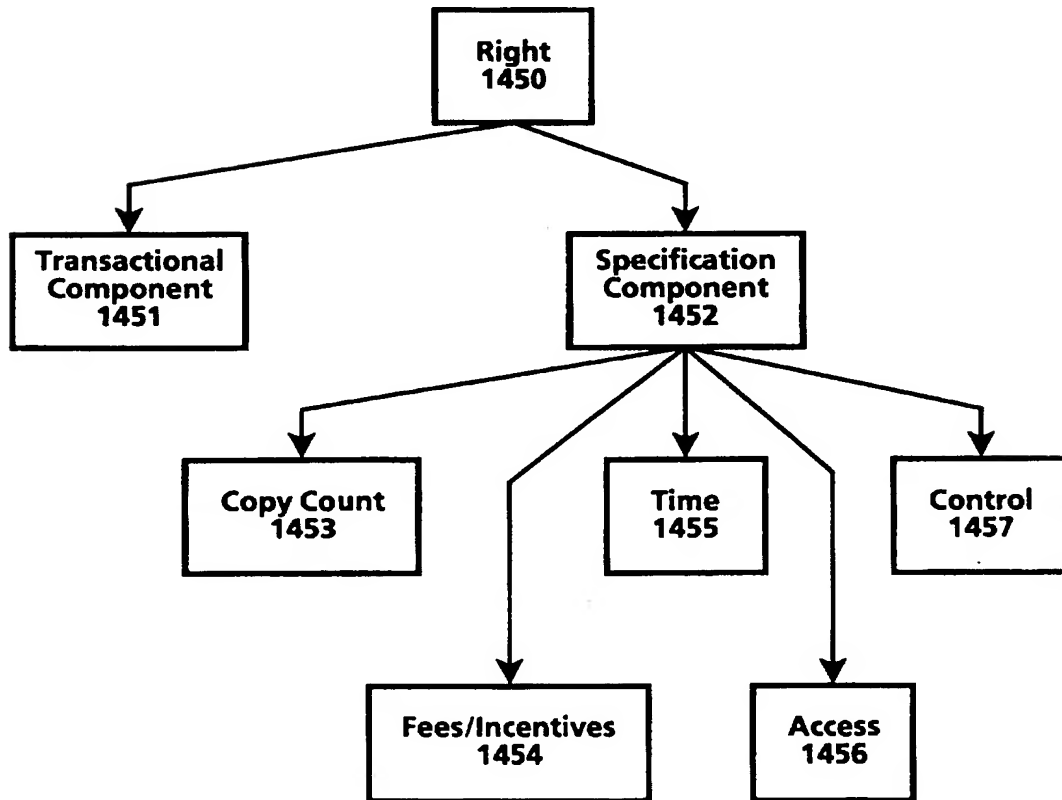 Right
1450
Transactional
Component
1451
Specification
Component
1452
Copy Count
1453
Time
1455
Control
1457
Fees/Incentives
1454
Access
1456